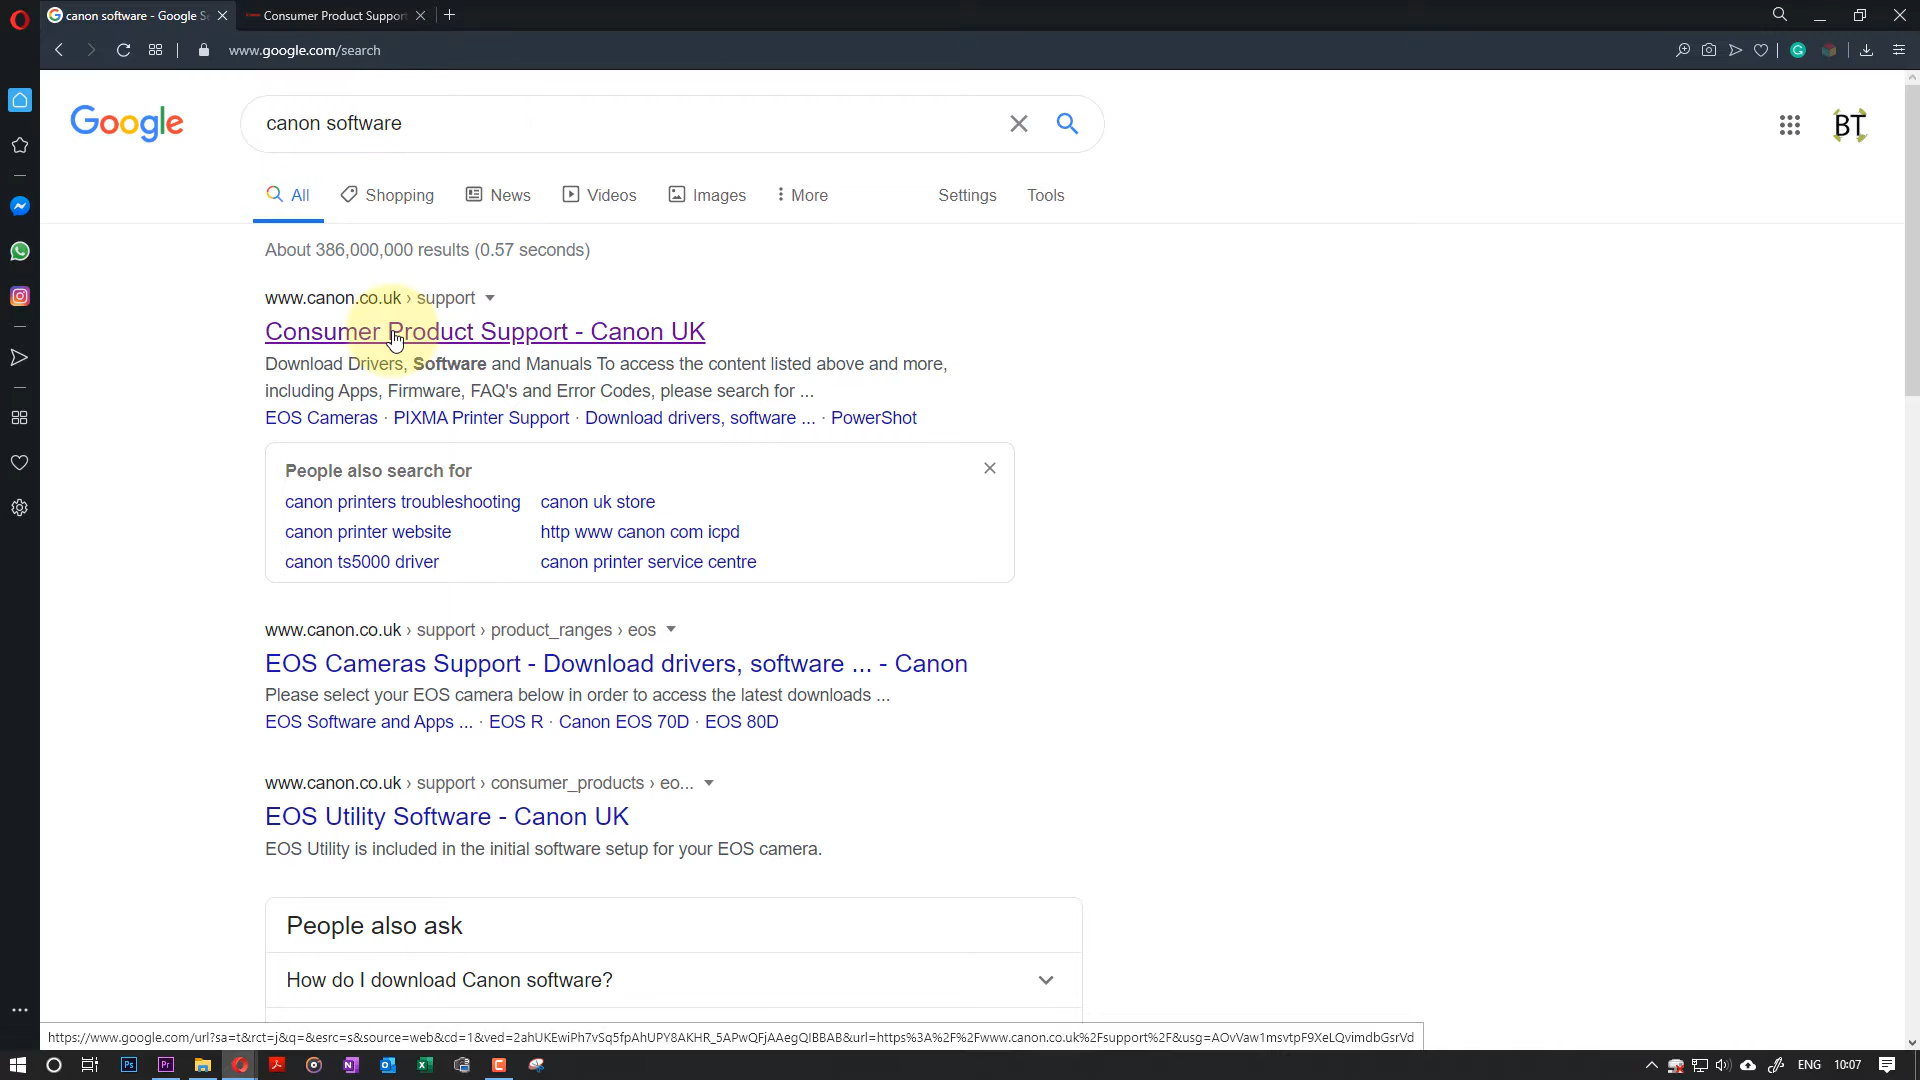 canon software - Google S
Consumer Product Support
www.google.com/search
Google
canon software
BT
All
Shopping
News
Videos
Images
More
Settings
Tools
About 386,000,000 results (0.57 seconds)
www.canon.co.uk › support
Consumer Product Support - Canon UK
Download Drivers, Software and Manuals To access the content listed above and more,
including Apps, Firmware, FAQ's and Error Codes, please search for ...
EOS Cameras · PIXMA Printer Support · Download drivers, software ... · PowerShot
People also search for
canon printers troubleshooting
canon uk store
canon printer website
http www canon com icpd
canon ts5000 driver
canon printer service centre
www.canon.co.uk › support › product_ranges › eos
EOS Cameras Support - Download drivers, software ... - Canon
Please select your EOS camera below in order to access the latest downloads ...
EOS Software and Apps ... · EOS R · Canon EOS 70D · EOS 80D
www.canon.co.uk › support › consumer_products › eo...
EOS Utility Software - Canon UK
EOS Utility is included in the initial software setup for your EOS camera.
People also ask
How do I download Canon software?
https://www.google.com/url?sa=t&rct=j&q=&esrc=s&source=web&cd=1&ved=2ahUKEwiPh7vSq5fpAhUPY8AKHR_5APwQFjAAegQIBBAB&url=https%3A%2F%2Fwww.canon.co.uk%2Fsupport%2F&usg=AOvVaw1msvtpF9XeLQvimdbGsrVd
Ps
Pr
ENG
10:07